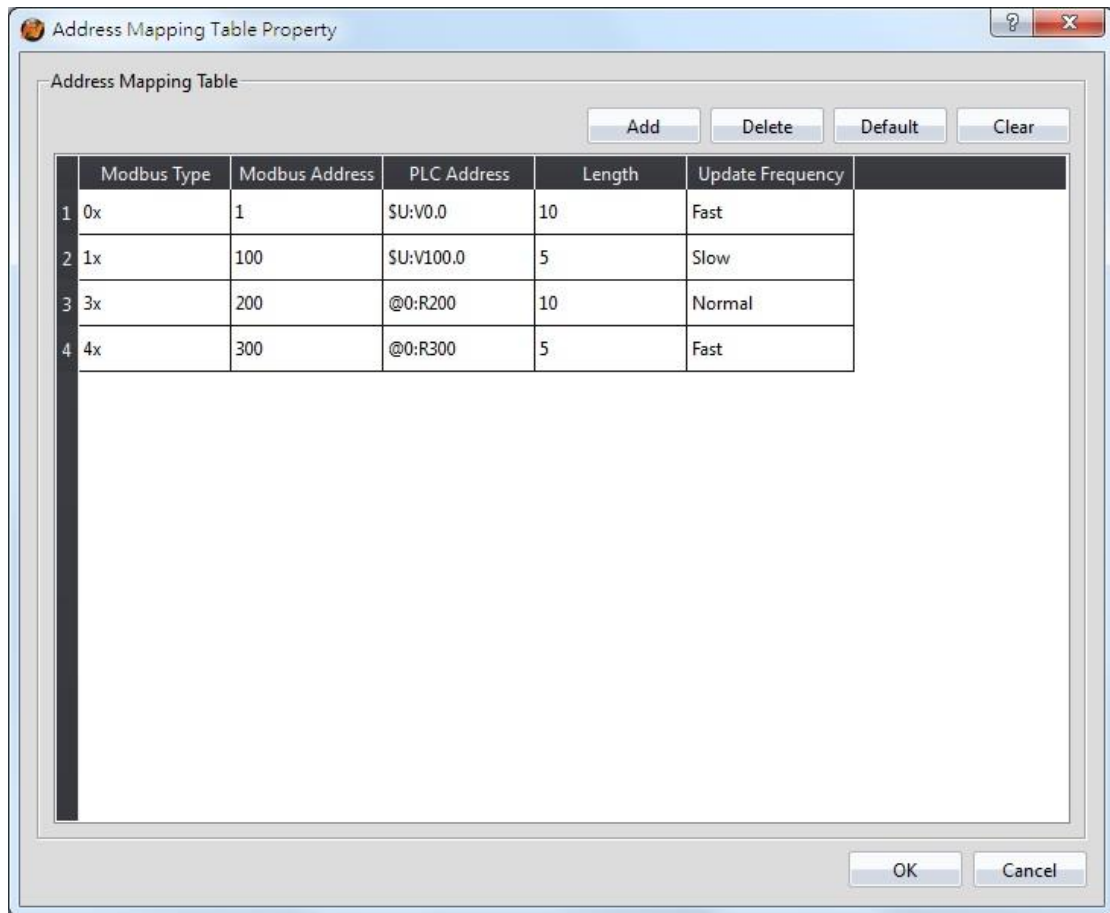 Address Mapping Table Property
Address Mapping Table
Add Delete Default Clear
Modbus Type Modbus Address PLC Address Length Update Frequency
1 0x 1 $U:V0.0 10 Fast
2 1x 100 $U:V100.0 5 Slow
3 3x 200 @0:R200 10 Normal
4 4x 300 @0:R300 5 Fast
OK Cancel